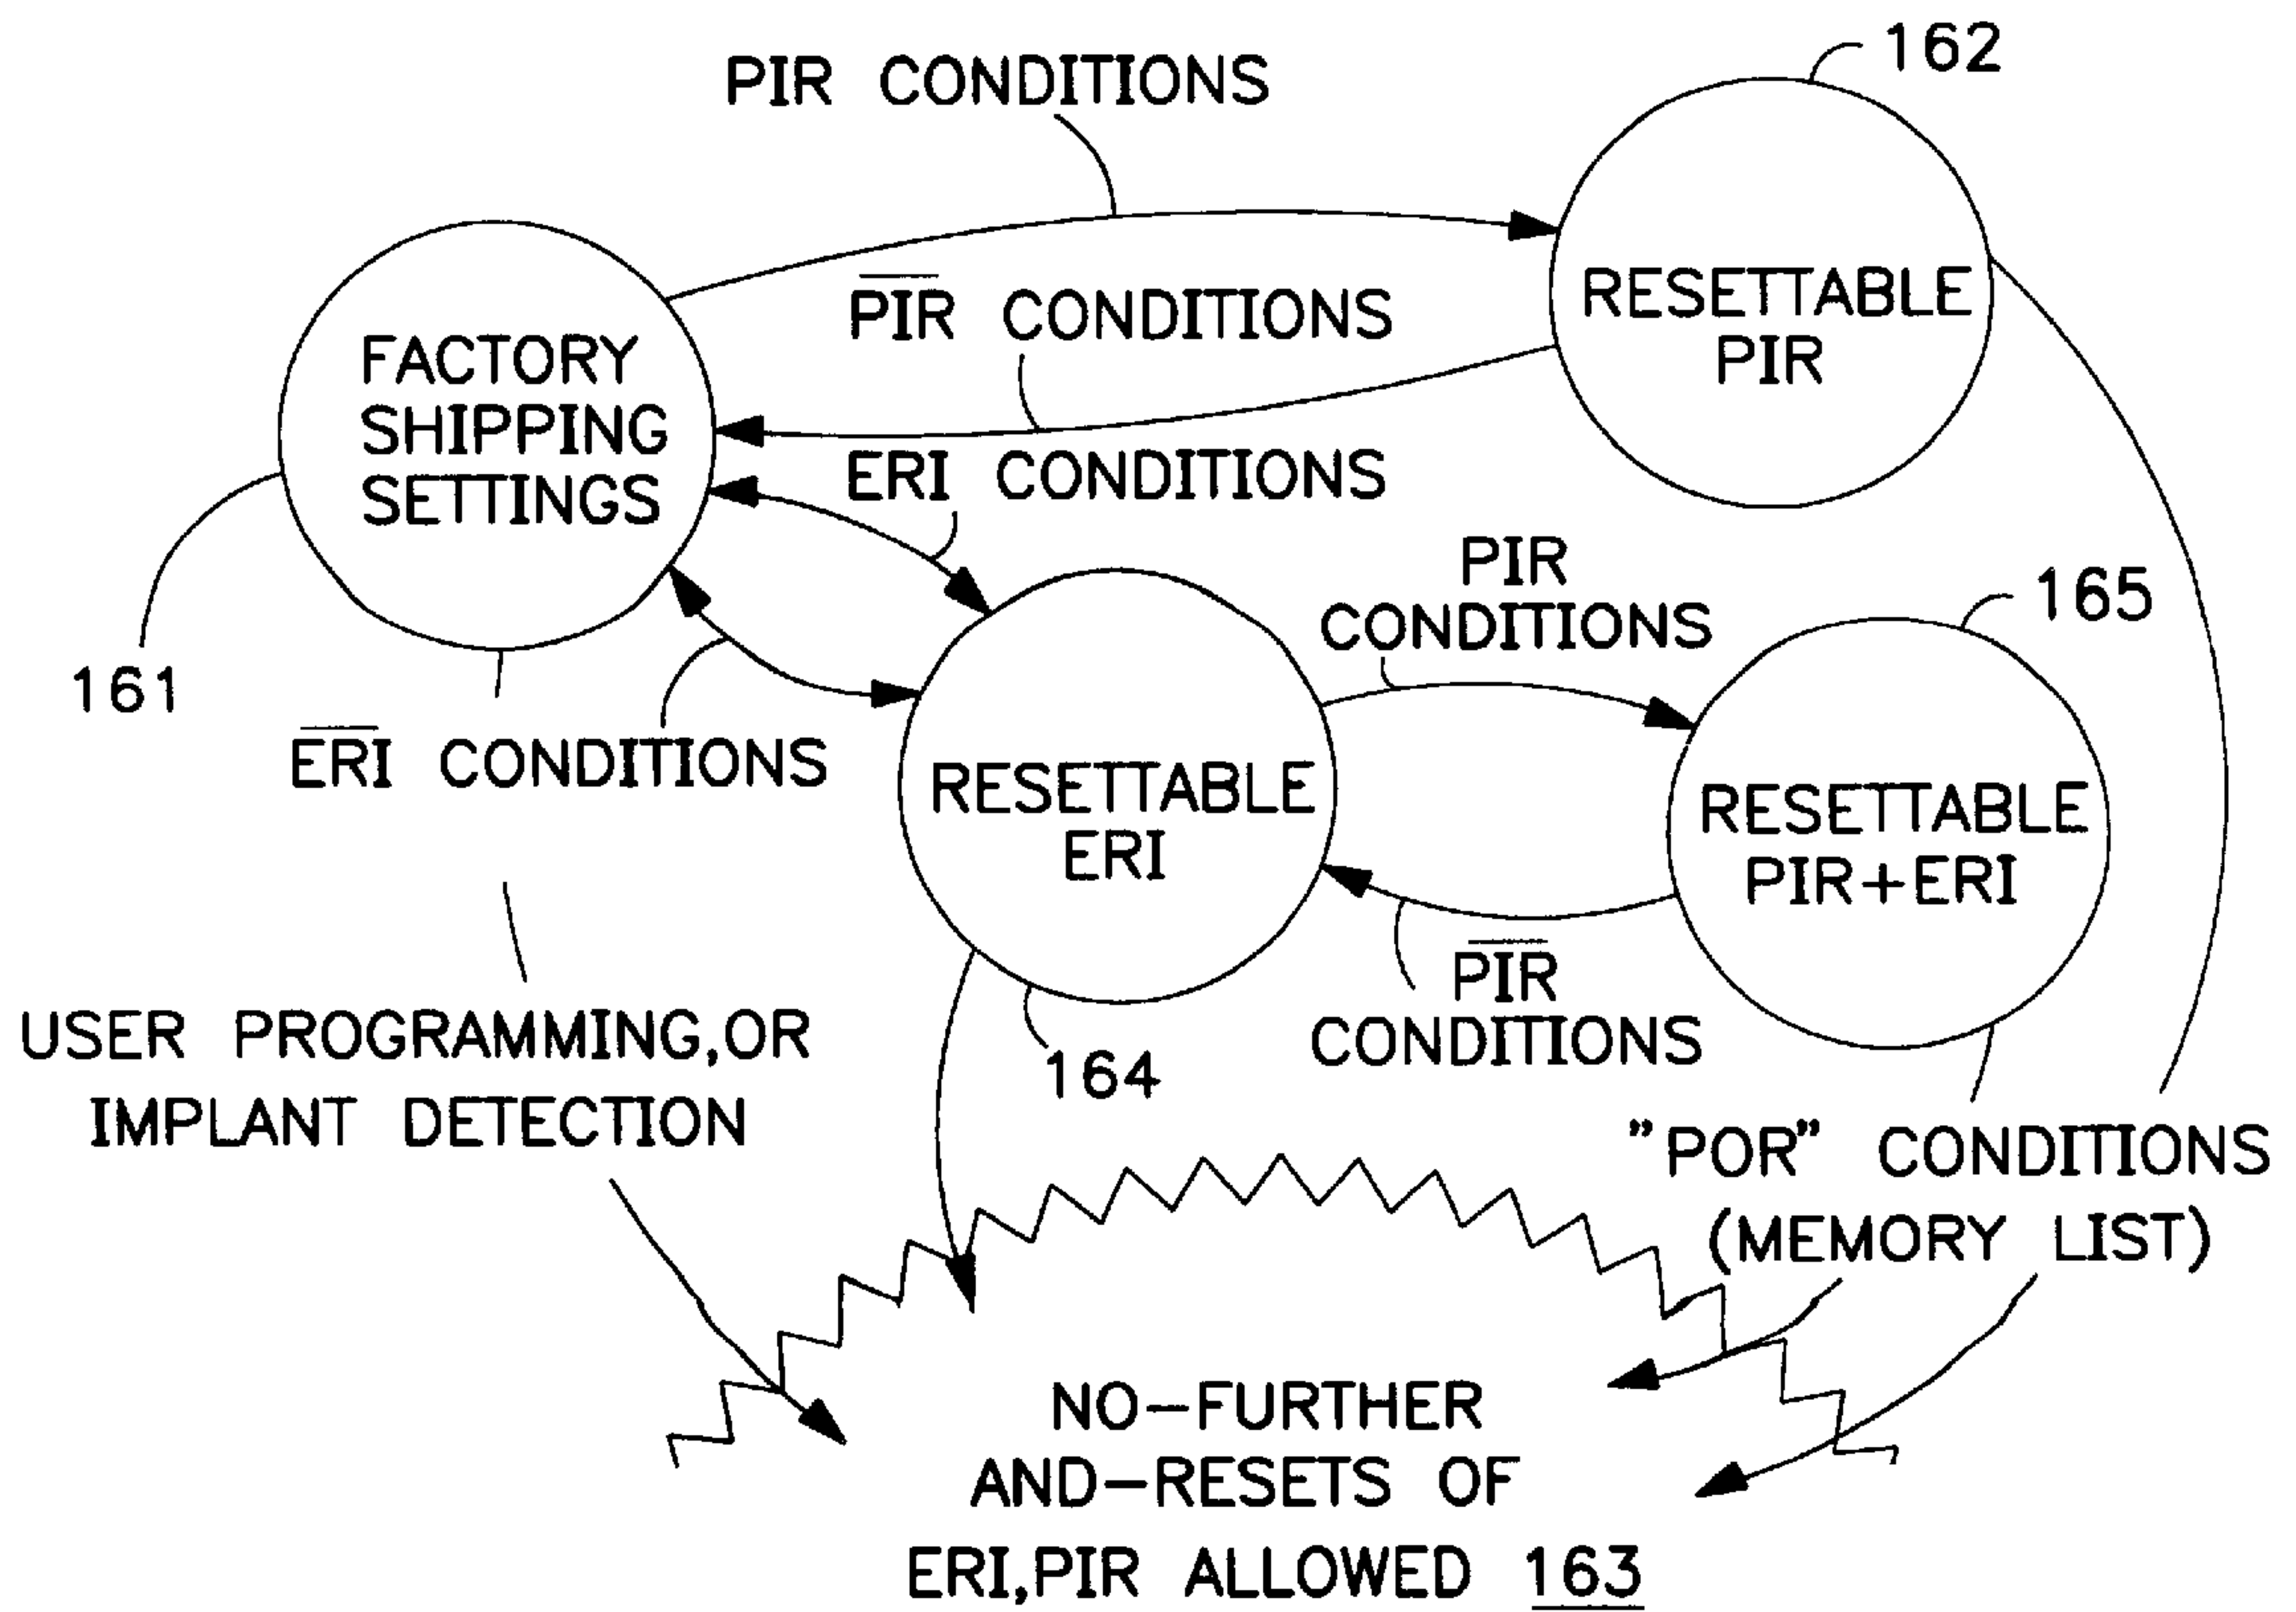 162
PIR CONDITIONS
RESETTABLE
PIR
P̅I̅R̅ CONDITIONS
FACTORY
SHIPPING
SETTINGS
ERI CONDITIONS
PIR
CONDITIONS
165
161
E̅R̅I̅ CONDITIONS
RESETTABLE
ERI
RESETTABLE
PIR+ERI
P̅I̅R̅
CONDITIONS
USER PROGRAMMING,OR
IMPLANT DETECTION
164
"POR" CONDITIONS
(MEMORY LIST)
NO-FURTHER
AND-RESETS OF
ERI,PIR ALLOWED 163